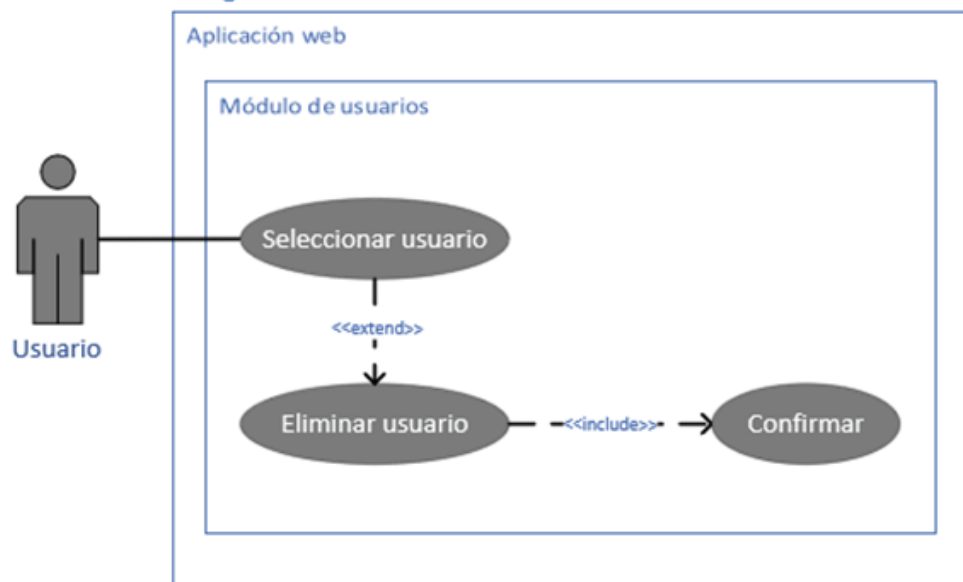 Aplicación web
Módulo de usuarios
Seleccionar usuario
<<extend>>
Usuario
Eliminar usuario
<<include>>
Confirmar